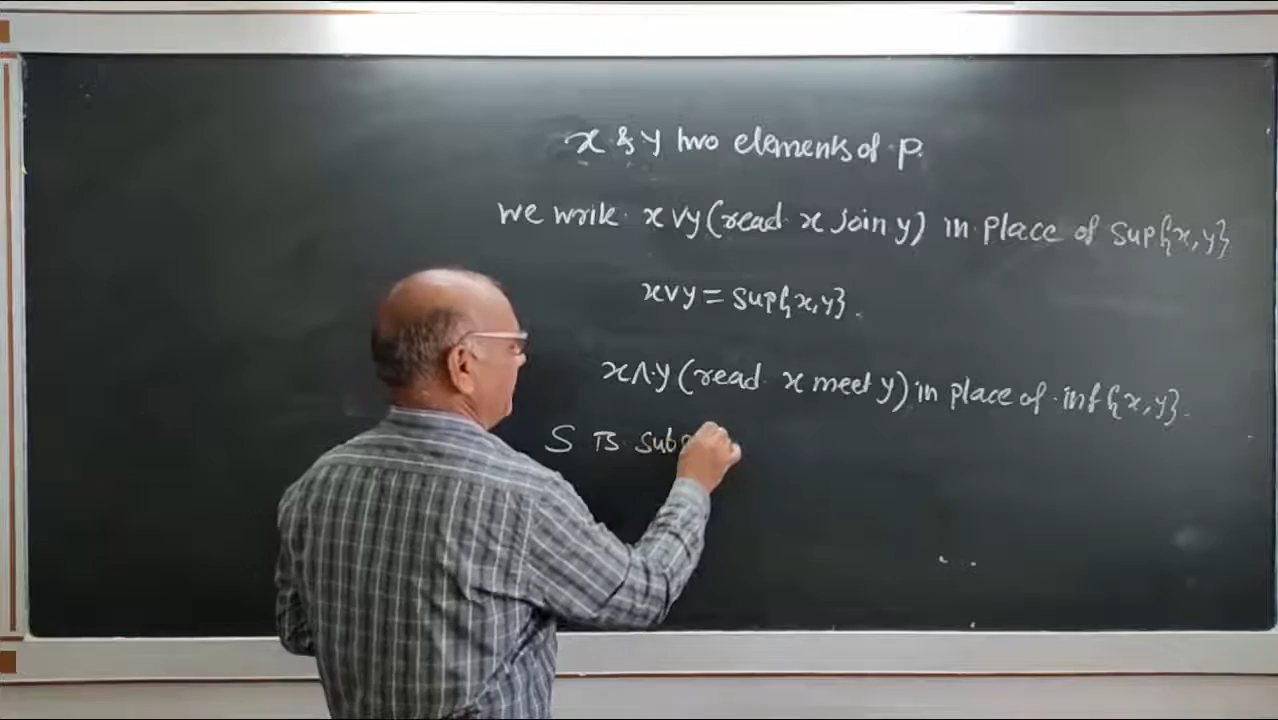 x & y two elements of P.
we write x ∨ y (read x join y) in place of sup{x, y}
x ∨ y = sup{x, y}.
x ∧ y (read x meet y) in place of inf{x, y}.
S is